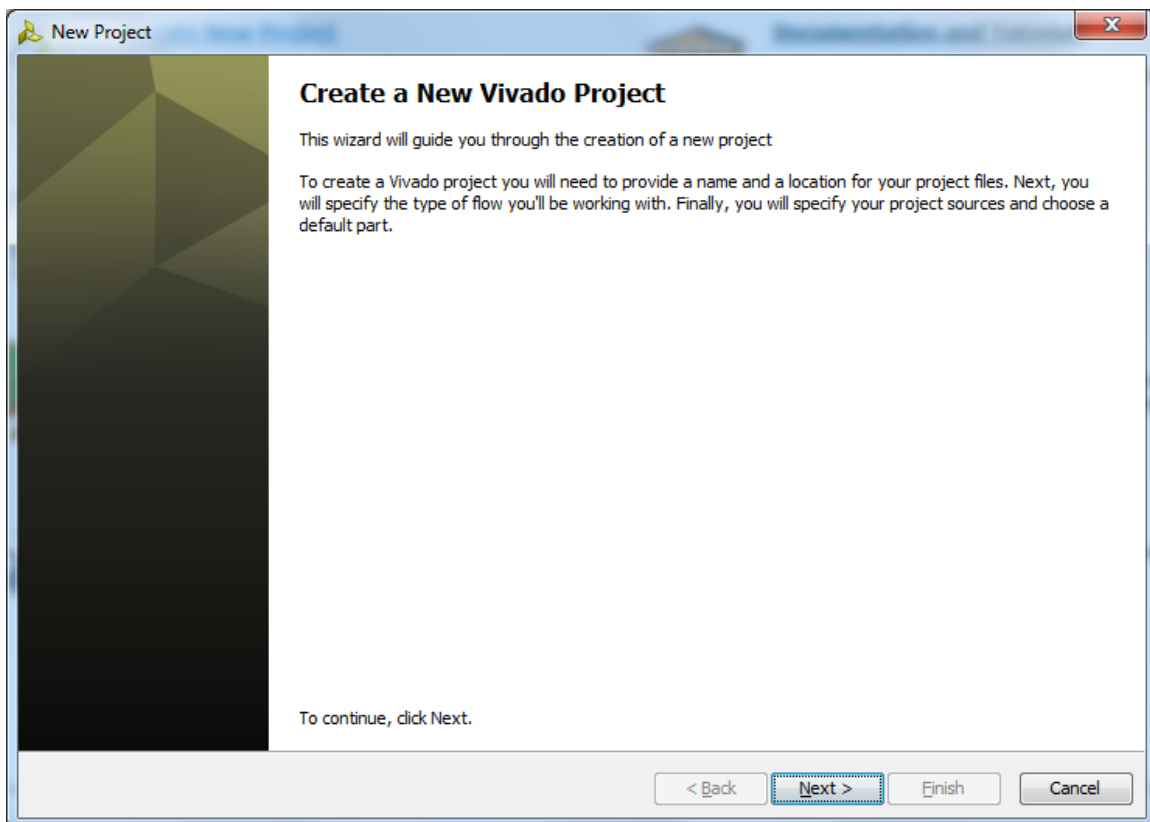 New Project
Create a New Vivado Project
This wizard will guide you through the creation of a new project
To create a Vivado project you will need to provide a name and a location for your project files. Next, you
will specify the type of flow you'll be working with. Finally, you will specify your project sources and choose a
default part.
To continue, click Next.
< Back Next > Finish Cancel